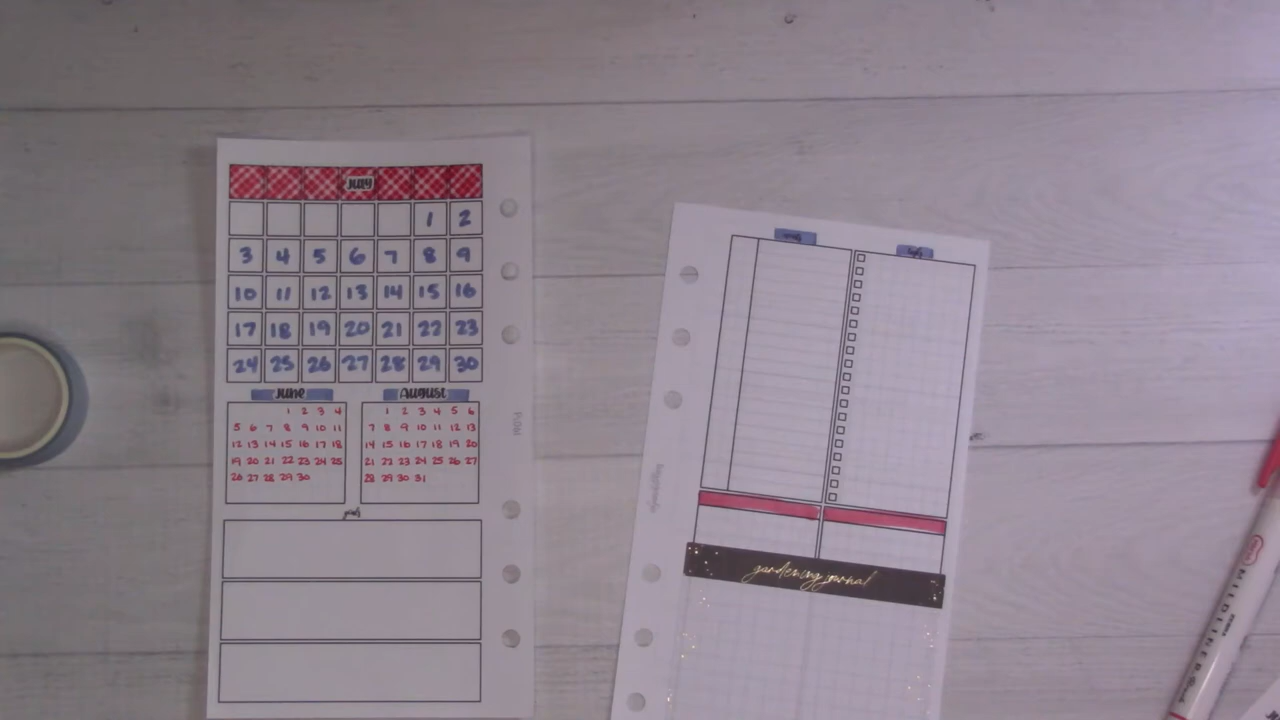 July
1 2
3 4 5 6 7 8 9
10 11 12 13 14 15 16
17 18 19 20 21 22 23
24 25 26 27 28 29 30
June
1 2 3 4
5 6 7 8 9 10 11
12 13 14 15 16 17 18
19 20 21 22 23 24 25
26 27 28 29 30
August
1 2 3 4 5 6
7 8 9 10 11 12 13
14 15 16 17 18 19 20
21 22 23 24 25 26 27
28 29 30 31
goals
gardening journal
MILDLINER